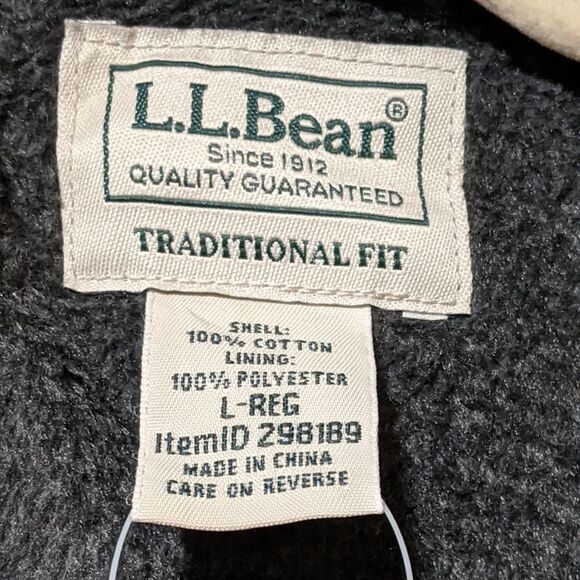 L.L.Bean®
Since 1912
QUALITY GUARANTEED
TRADITIONAL FIT
SHELL:
100% COTTON
LINING:
100% POLYESTER
L-REG
ItemID 298189
MADE IN CHINA
CARE ON REVERSE